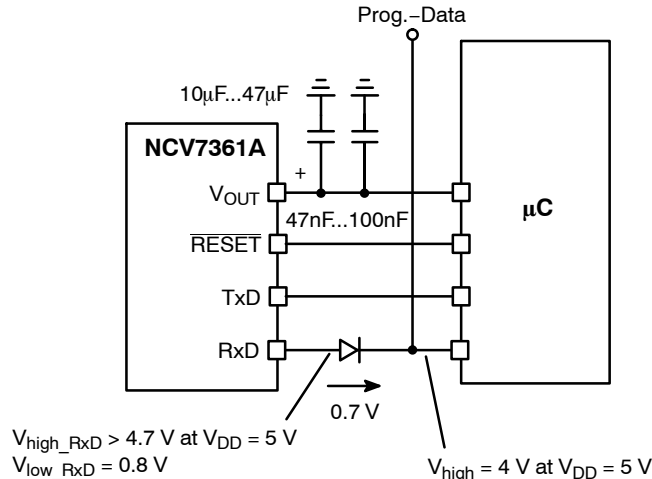 Prog.−Data
10μF...47μF
NCV7361A
+
VOUT
47nF...100nF
μC
RESET
TxD
RxD
0.7 V
Vhigh_RxD > 4.7 V at VDD = 5 V
Vlow_RxD = 0.8 V
Vhigh = 4 V at VDD = 5 V